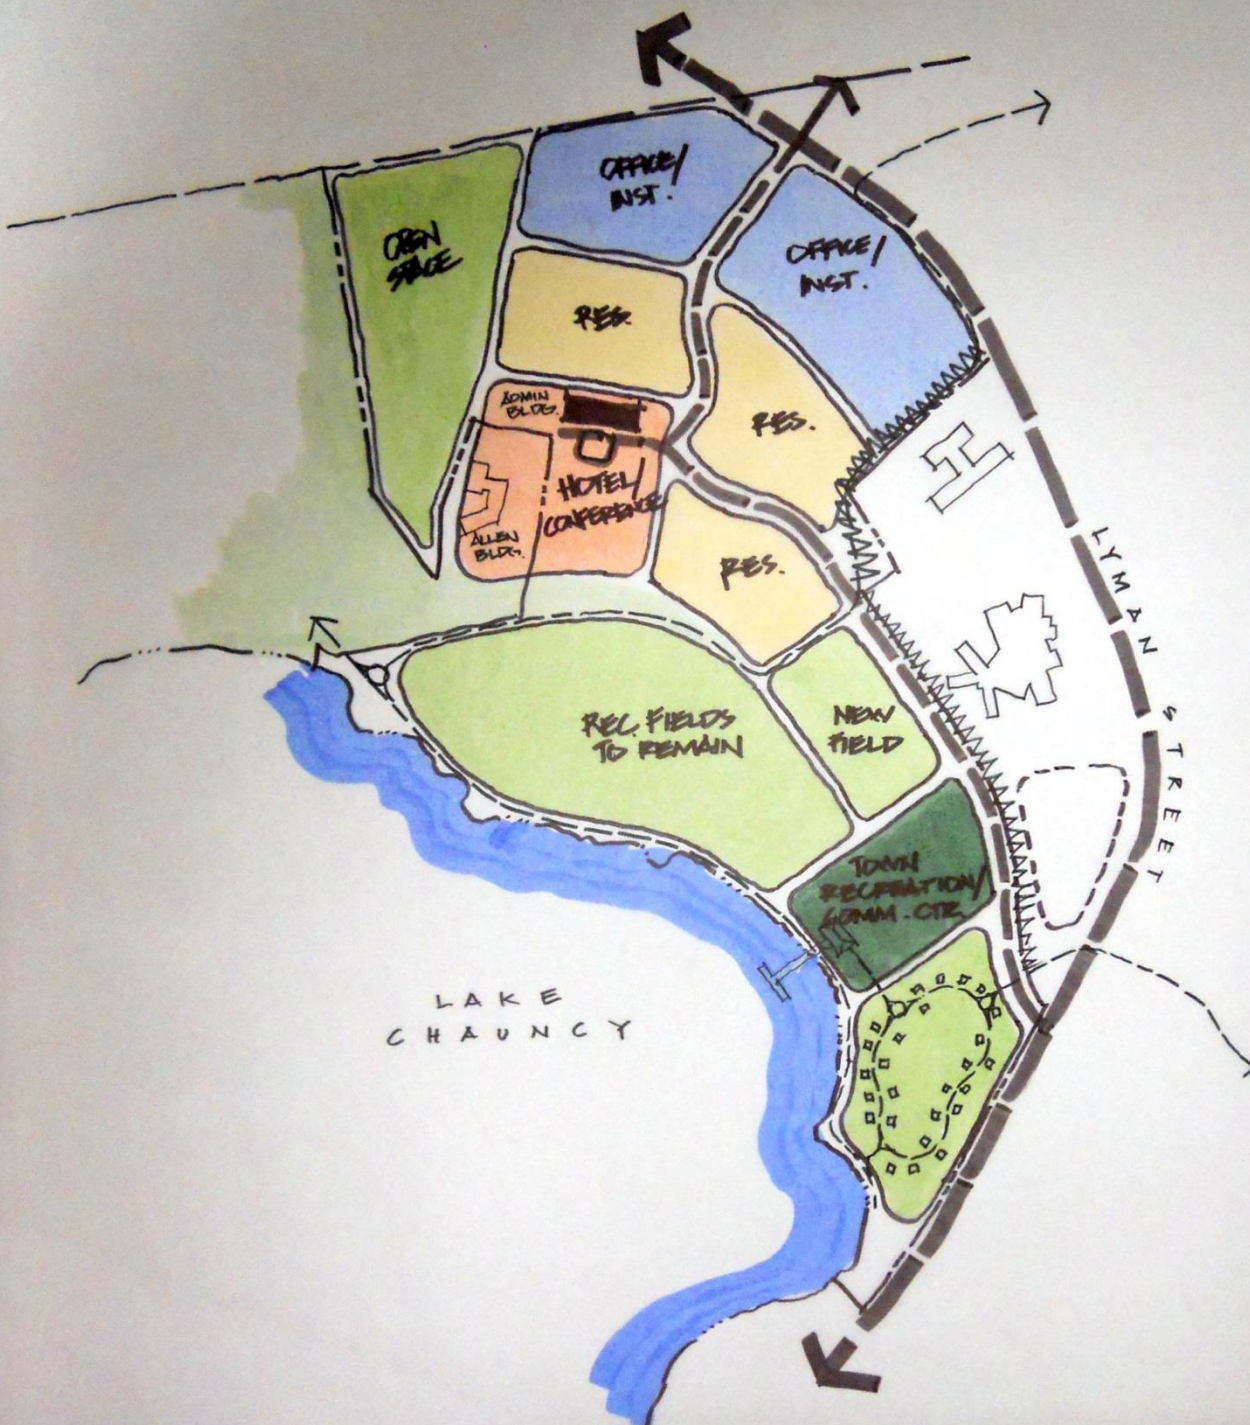 OFFICE/
INST.
OPEN
SPACE
OFFICE/
INST.
RES.
ADMIN
BLDG.
RES.
HOTEL/
CONFERENCE
ALLEN
BLDG.
RES.
LYMAN STREET
REC. FIELDS
TO REMAIN
NEW
FIELD
TOWN
RECREATION/
COMM. CTR.
LAKE
CHAUNCY